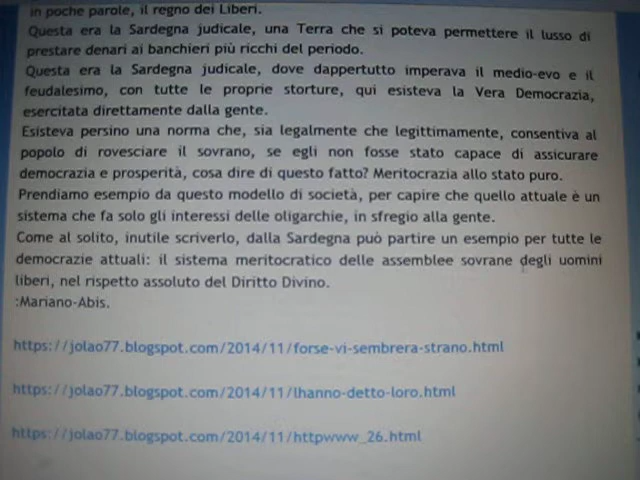 in poche parole, il regno dei Liberi.
Questa era la Sardegna judicale, una Terra che si poteva permettere il lusso di
prestare denari ai banchieri più ricchi del periodo.
Questa era la Sardegna judicale, dove dappertutto imperava il medio-evo e il
feudalesimo, con tutte le proprie storture, qui esisteva la Vera Democrazia,
esercitata direttamente dalla gente.
Esisteva persino una norma che, sia legalmente che legittimamente, consentiva al
popolo di rovesciare il sovrano, se egli non fosse stato capace di assicurare
democrazia e prosperità, cosa dire di questo fatto? Meritocrazia allo stato puro.
Prendiamo esempio da questo modello di società, per capire che quello attuale è un
sistema che fa solo gli interessi delle oligarchie, in sfregio alla gente.
Come al solito, inutile scriverlo, dalla Sardegna può partire un esempio per tutte le
democrazie attuali: il sistema meritocratico delle assemblee sovrane degli uomini
liberi, nel rispetto assoluto del Diritto Divino.
:Mariano-Abis.
https://jolao77.blogspot.com/2014/11/forse-vi-sembrera-strano.html
https://jolao77.blogspot.com/2014/11/lhanno-detto-loro.html
https://jolao77.blogspot.com/2014/11/httpwww_26.html